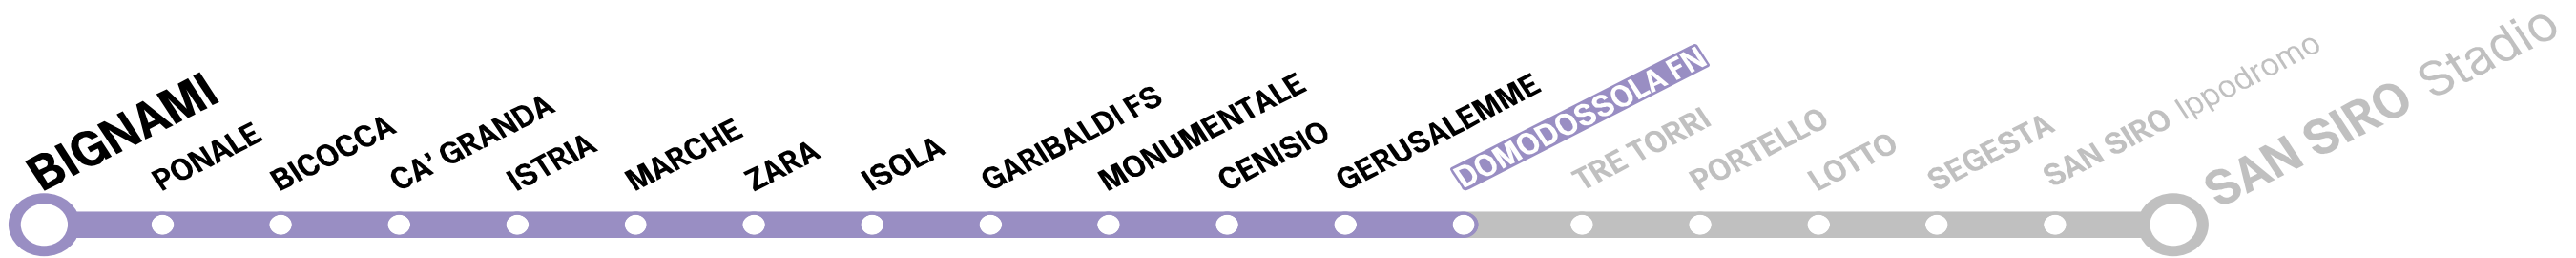 BIGNAMI
PONALE
BICOCCA
CA’ GRANDA
ISTRIA
MARCHE
ZARA
ISOLA
GARIBALDI FS
MONUMENTALE
CENISIO
GERUSALEMME
DOMODOSSOLA FN
TRE TORRI
PORTELLO
LOTTO
SEGESTA
SAN SIRO Ippodromo
SAN SIRO Stadio